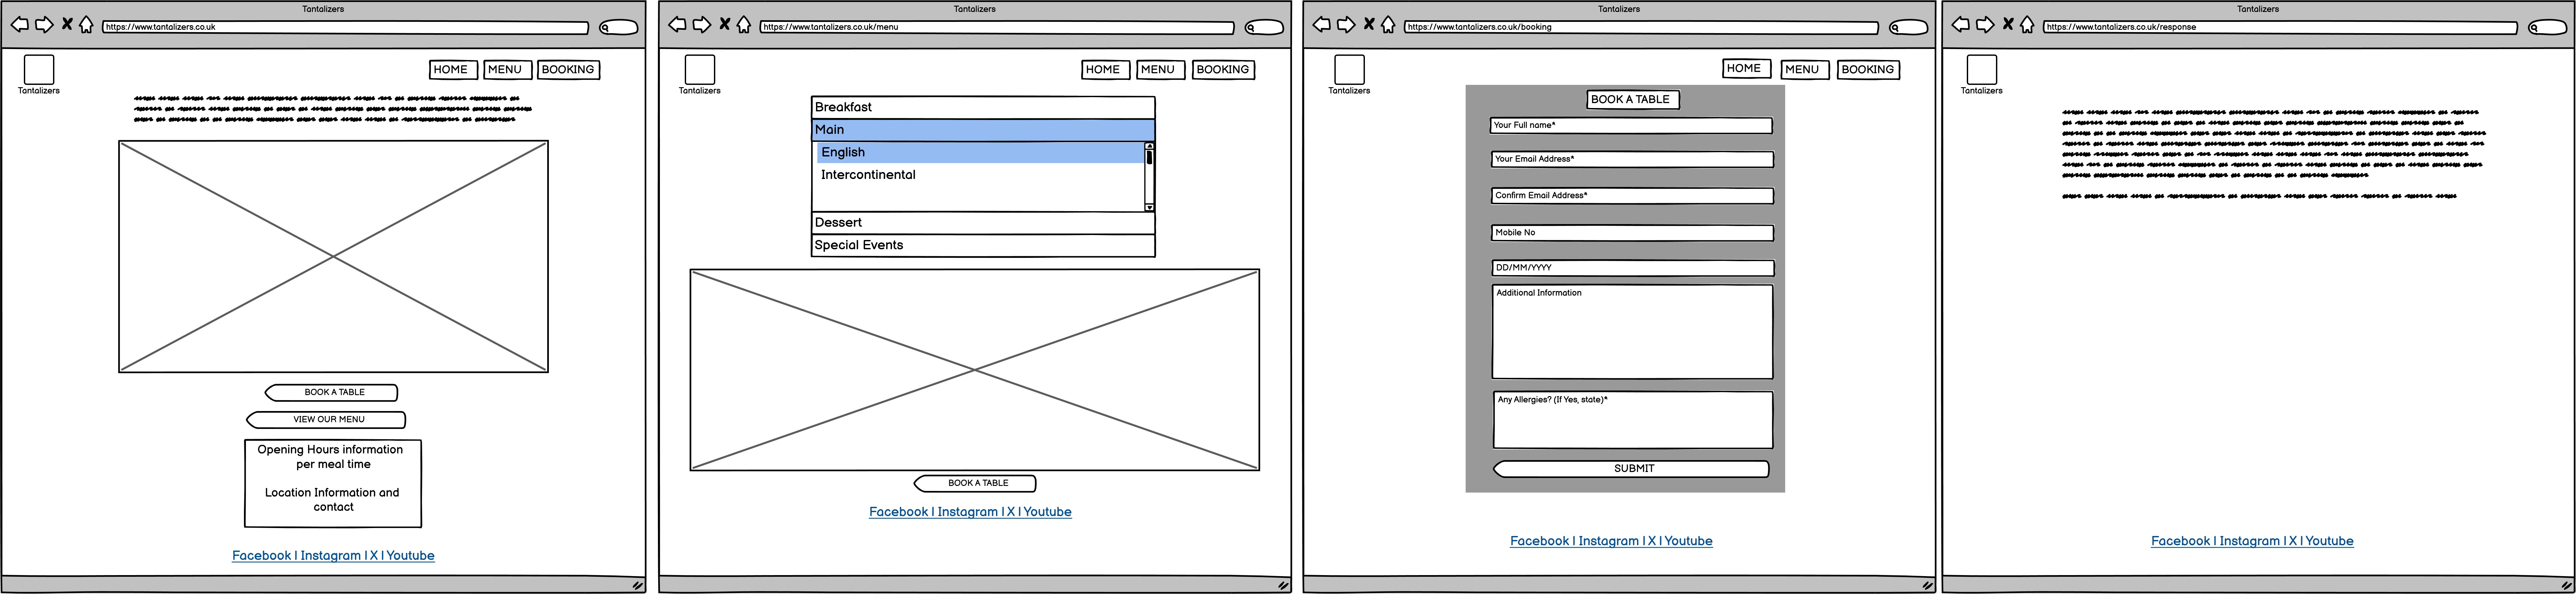 Tantalizers
https://www.tantalizers.co.uk
HOME MENU BOOKING
Tantalizers
BOOK A TABLE
VIEW OUR MENU
Opening Hours information
per meal time
Location Information and
contact
Facebook | Instagram | X | Youtube
Tantalizers
https://www.tantalizers.co.uk/menu
HOME MENU BOOKING
Tantalizers
Breakfast
Main
English
Intercontinental
Dessert
Special Events
BOOK A TABLE
Facebook | Instagram | X | Youtube
Tantalizers
https://www.tantalizers.co.uk/booking
HOME MENU BOOKING
Tantalizers
BOOK A TABLE
Your Full name*
Your Email Address*
Confirm Email Address*
Mobile No
DD/MM/YYYY
Additional Information
Any Allergies? (If Yes, state)*
SUBMIT
Facebook | Instagram | X | Youtube
Tantalizers
https://www.tantalizers.co.uk/response
Tantalizers
Facebook | Instagram | X | Youtube